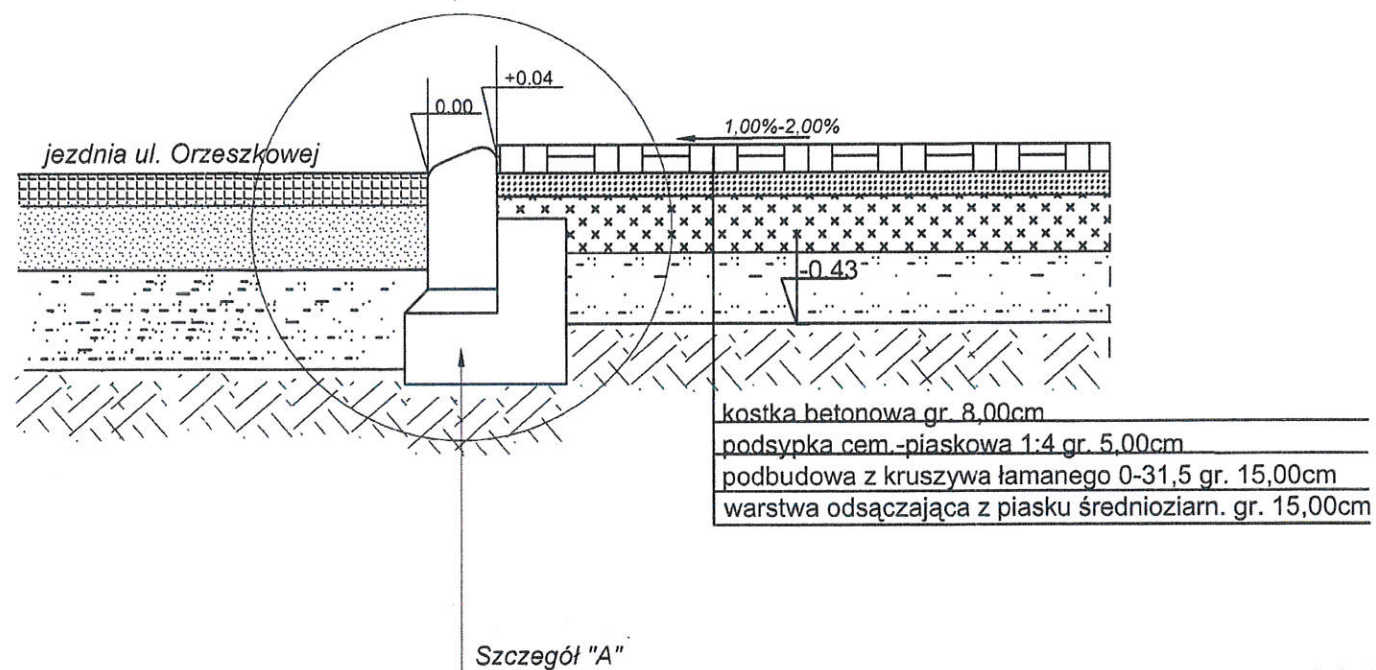 +0.04
0.00
1,00%-2,00%
jezdnia ul. Orzeszkowej
-0.43
kostka betonowa gr. 8,00cm
podsypka cem.-piaskowa 1:4 gr. 5,00cm
podbudowa z kruszywa łamanego 0-31,5 gr. 15,00cm
warstwa odsączająca z piasku średnioziarn. gr. 15,00cm
Szczegół "A"